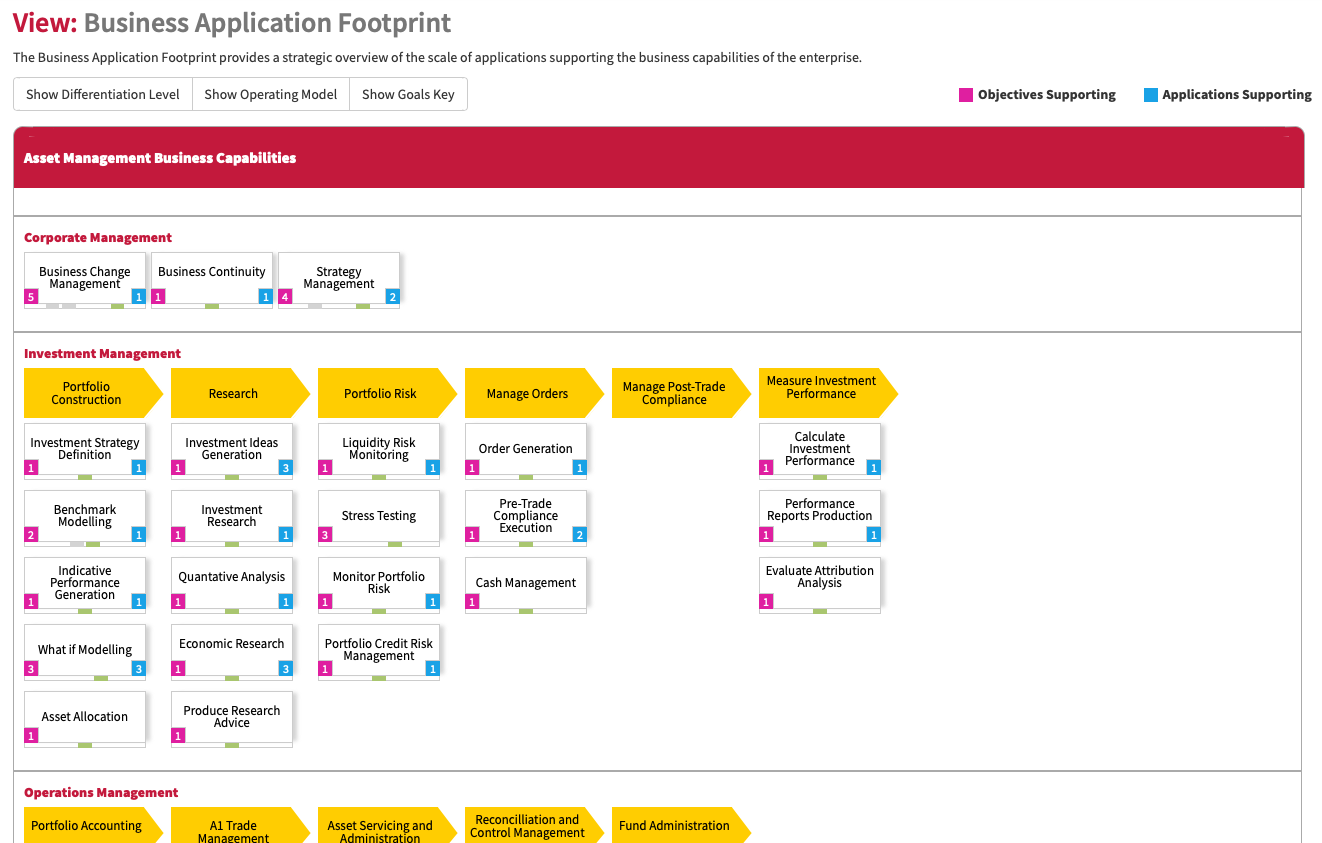 View: Business Application Footprint
The Business Application Footprint provides a strategic overview of the scale of applications supporting the business capabilities of the enterprise.
Show Differentiation Level
Show Operating Model
Show Goals Key
Objectives Supporting
Applications Supporting
Asset Management Business Capabilities
Corporate Management
Business Change
Management
5
1
Business Continuity
1
1
Strategy
Management
4
2
Investment Management
Portfolio
Construction
Research
Portfolio Risk
Manage Orders
Manage Post-Trade
Compliance
Measure Investment
Performance
Investment Strategy
Definition
1
1
Investment Ideas
Generation
1
3
Liquidity Risk
Monitoring
1
1
Order Generation
1
1
Calculate
Investment
Performance
1
1
Benchmark
Modelling
2
1
Investment
Research
1
1
Stress Testing
3
Pre-Trade
Compliance
Execution
1
2
Performance
Reports Production
1
1
Indicative
Performance
Generation
1
1
Quantative Analysis
1
1
Monitor Portfolio
Risk
1
1
Cash Management
1
Evaluate Attribution
Analysis
1
What if Modelling
3
3
Economic Research
1
3
Portfolio Credit Risk
Management
1
1
Asset Allocation
1
Produce Research
Advice
1
Operations Management
Portfolio Accounting
A1 Trade
Management
Asset Servicing and
Administration
Reconcilliation and
Control Management
Fund Administration